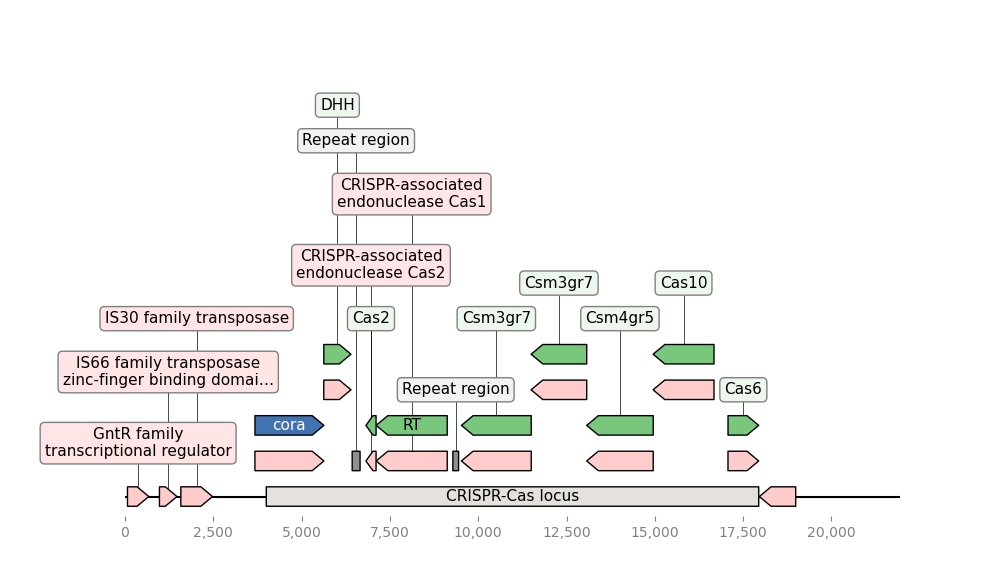 DHH
Repeat region
CRISPR-associated
endonuclease Cas1
CRISPR-associated
endonuclease Cas2
Csm3gr7
Cas10
IS30 family transposase
Cas2
Csm3gr7
Csm4gr5
IS66 family transposase
zinc-finger binding domai...
Repeat region
Cas6
GntR family
transcriptional regulator
cora
RT
CRISPR-Cas locus
0
2,500
5,000
7,500
10,000
12,500
15,000
17,500
20,000